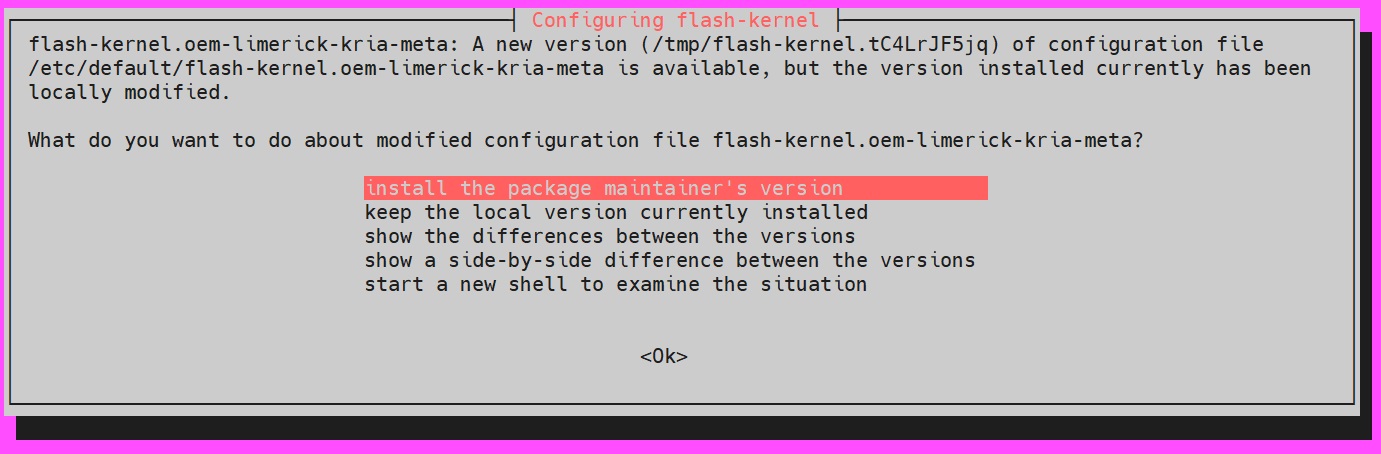 Configuring flash-kernel
flash-kernel.oem-limerick-kria-meta: A new version (/tmp/flash-kernel.tC4LrJF5jq) of configuration file
/etc/default/flash-kernel.oem-limerick-kria-meta is available, but the version installed currently has been
locally modified.
What do you want to do about modified configuration file flash-kernel.oem-limerick-kria-meta?
install the package maintainer's version
keep the local version currently installed
show the differences between the versions
show a side-by-side difference between the versions
start a new shell to examine the situation
<Ok>